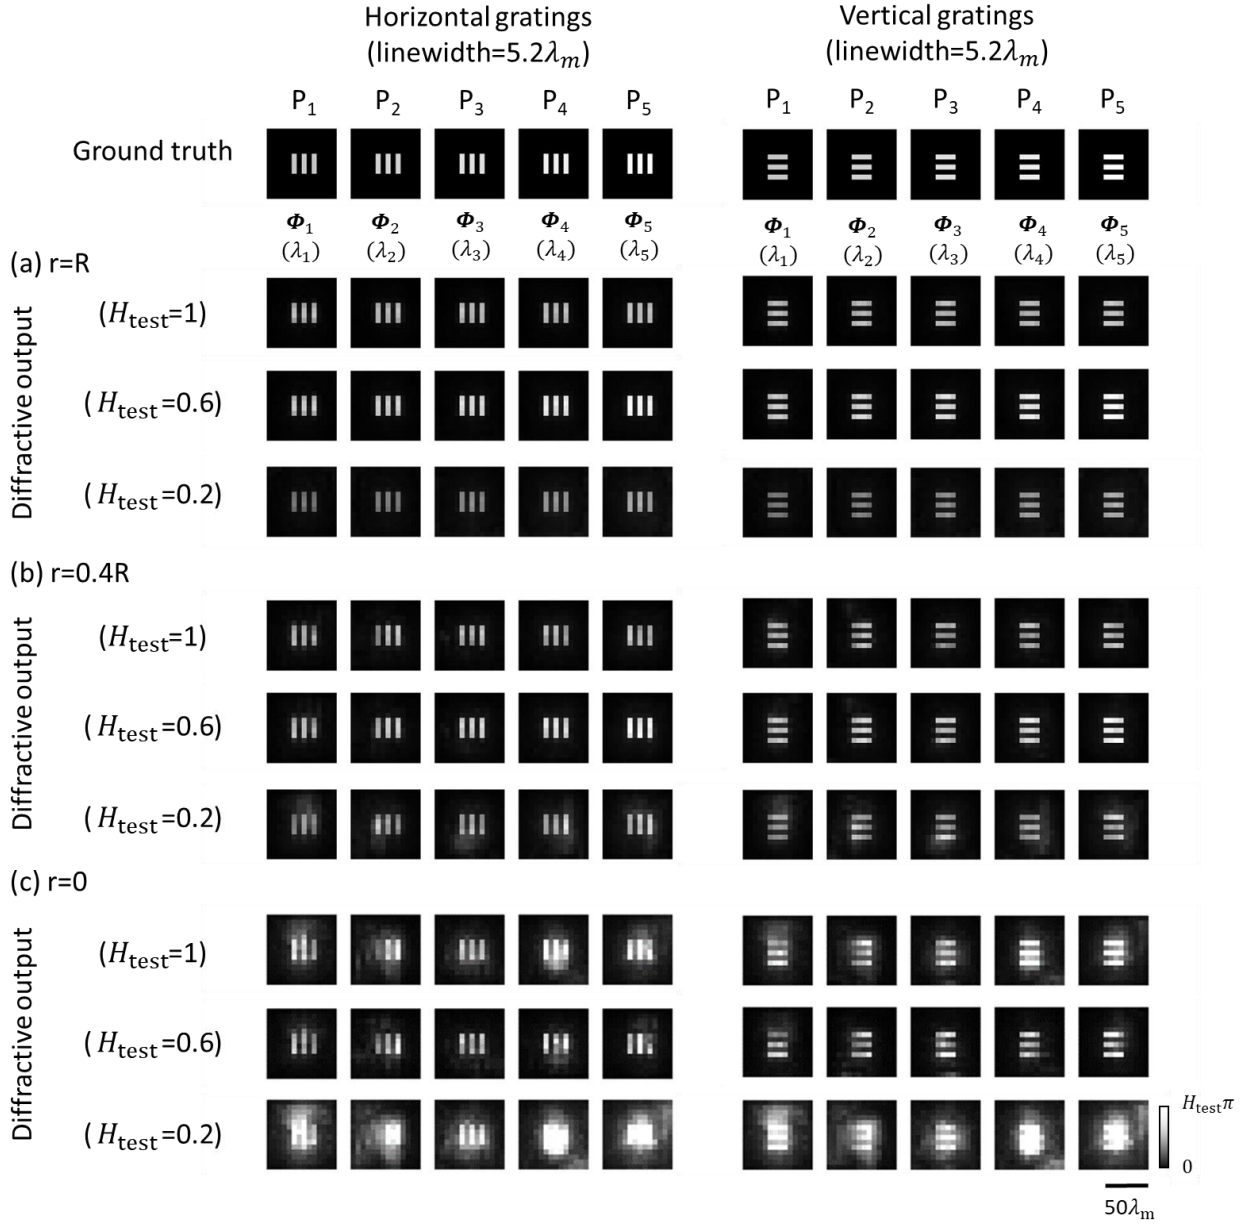 Horizontal gratings
(linewidth=5.2λm)
Vertical gratings
(linewidth=5.2λm)
P1 P2 P3 P4 P5 P1 P2 P3 P4 P5
Ground truth
Φ1 Φ2 Φ3 Φ4 Φ5 Φ1 Φ2 Φ3 Φ4 Φ5
(λ1) (λ2) (λ3) (λ4) (λ5) (λ1) (λ2) (λ3) (λ4) (λ5)
(a) r=R
Diffractive output
(Htest=1)
( Htest=0.6)
( Htest=0.2)
(b) r=0.4R
Diffractive output
(Htest=1)
( Htest=0.6)
( Htest=0.2)
(c) r=0
Diffractive output
(Htest=1)
( Htest=0.6)
( Htest=0.2)
Htestπ
0
50λm